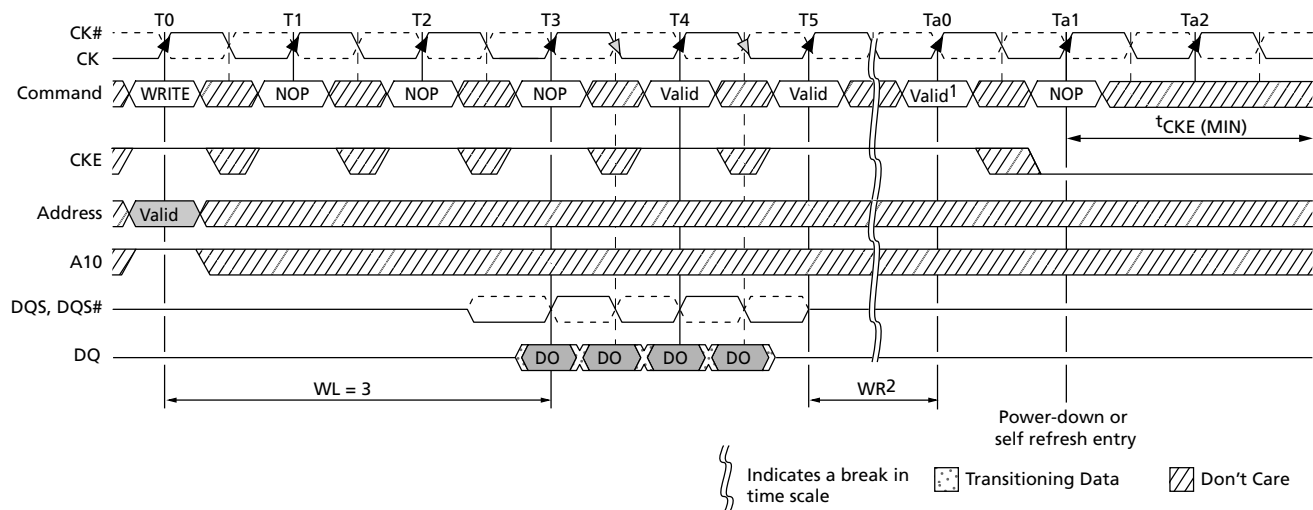 T0 T1 T2 T3 T4 T5 Ta0 Ta1 Ta2
CK#
CK
Command WRITE NOP NOP NOP Valid Valid Valid1 NOP
tCKE (MIN)
CKE
Address Valid
A10
DQS, DQS#
DQ DO DO DO DO
WL = 3 WR2
Power-down or
self refresh entry
Indicates a break in
time scale
Transitioning Data
Don't Care